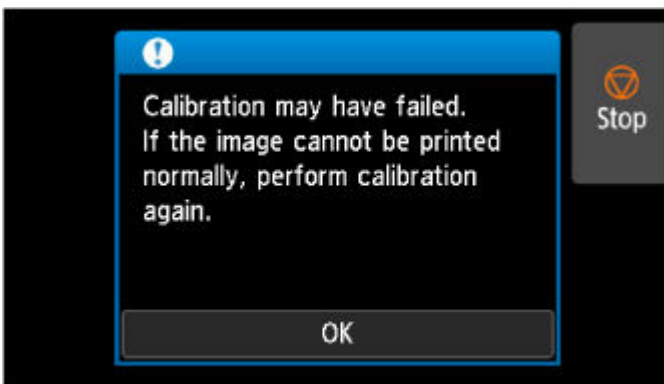 Calibration may have failed.
If the image cannot be printed
normally, perform calibration
again.
OK
Stop